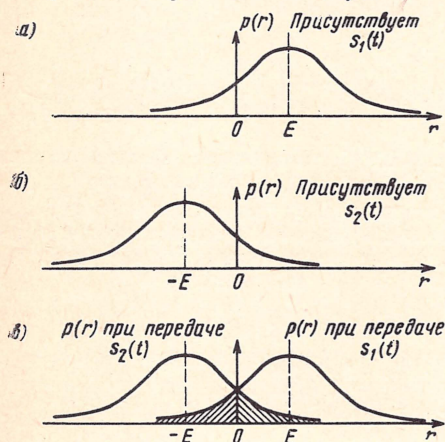 а) p(r) Присутствует
s₁(t)
0 E r
б) p(r) Присутствует
s₂(t)
-E 0 r
в) p(r) при передаче p(r) при передаче
s₂(t) s₁(t)
-E 0 E r